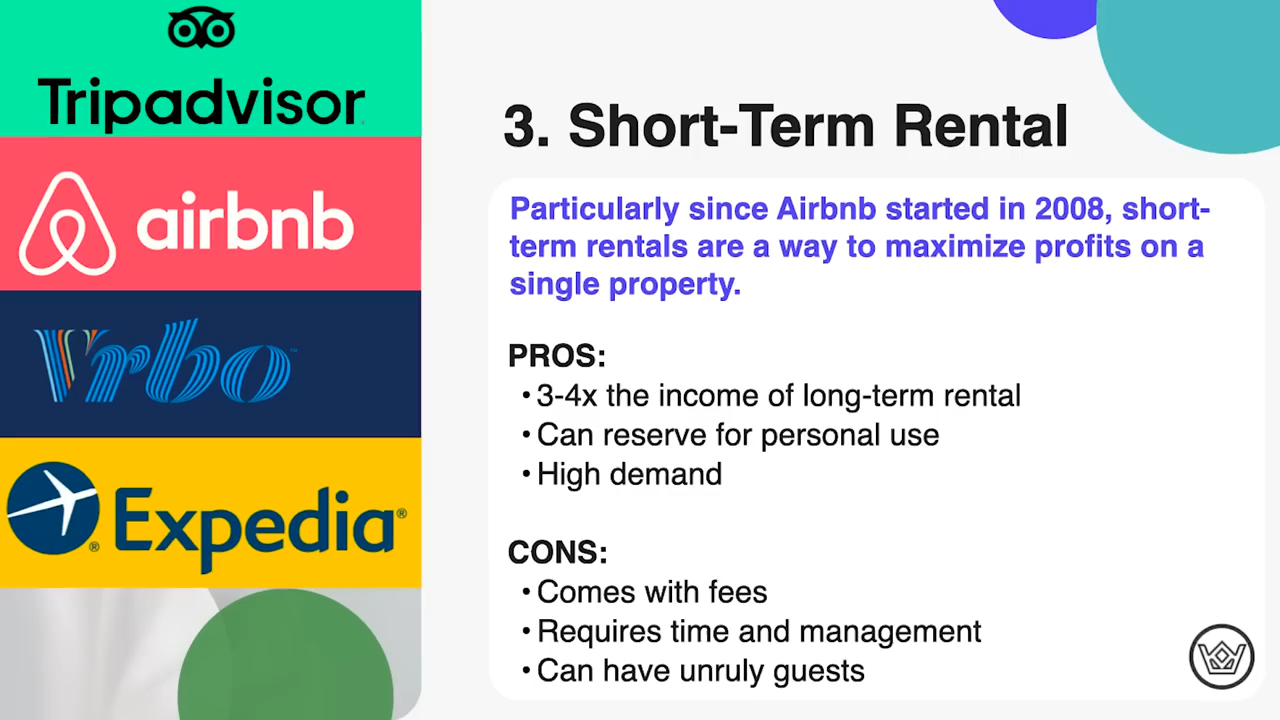 Tripadvisor
airbnb
Vrbo™
Expedia®
®
3. Short-Term Rental
Particularly since Airbnb started in 2008, short-
term rentals are a way to maximize profits on a
single property.
PROS:
• 3-4x the income of long-term rental
• Can reserve for personal use
• High demand
CONS:
• Comes with fees
• Requires time and management
• Can have unruly guests